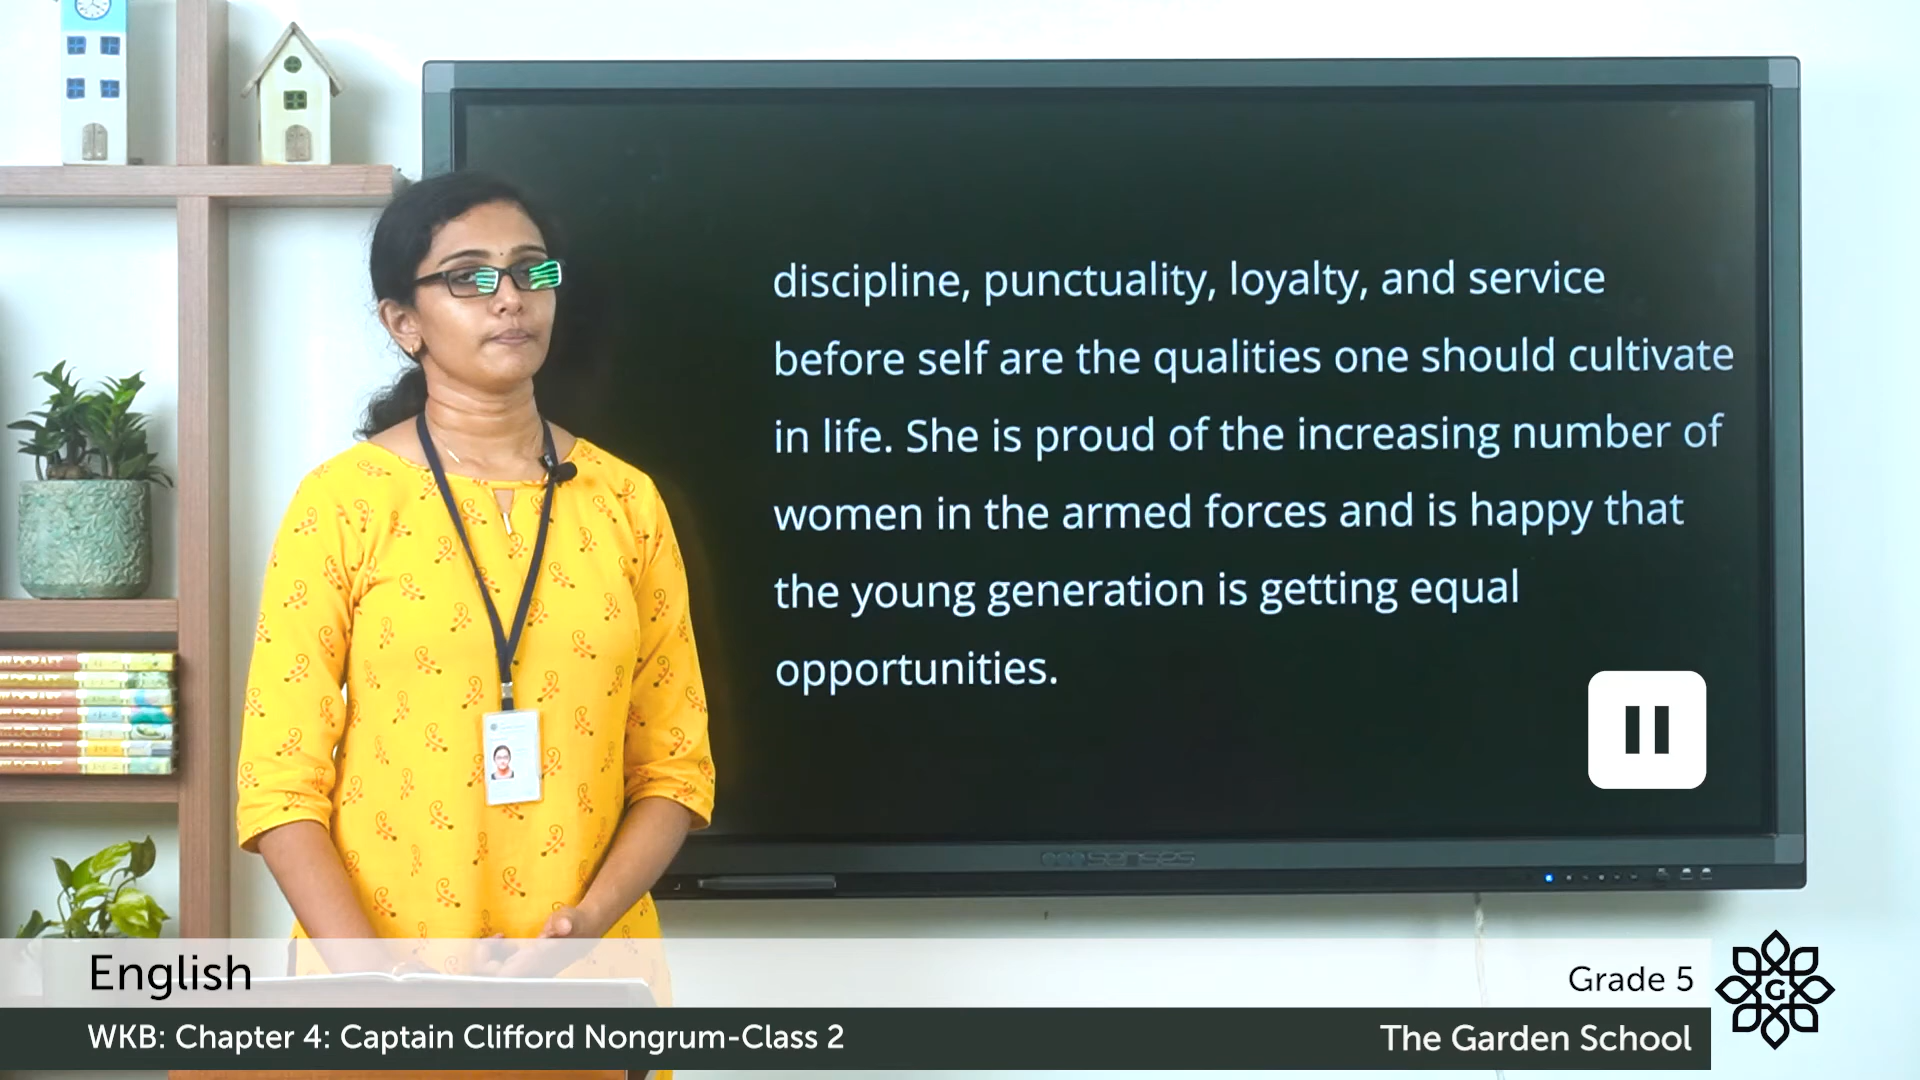 discipline, punctuality, loyalty, and service
before self are the qualities one should cultivate
in life. She is proud of the increasing number of
women in the armed forces and is happy that
the young generation is getting equal
opportunities.
senses
English
Grade 5
G
WKB: Chapter 4: Captain Clifford Nongrum-Class 2
The Garden School